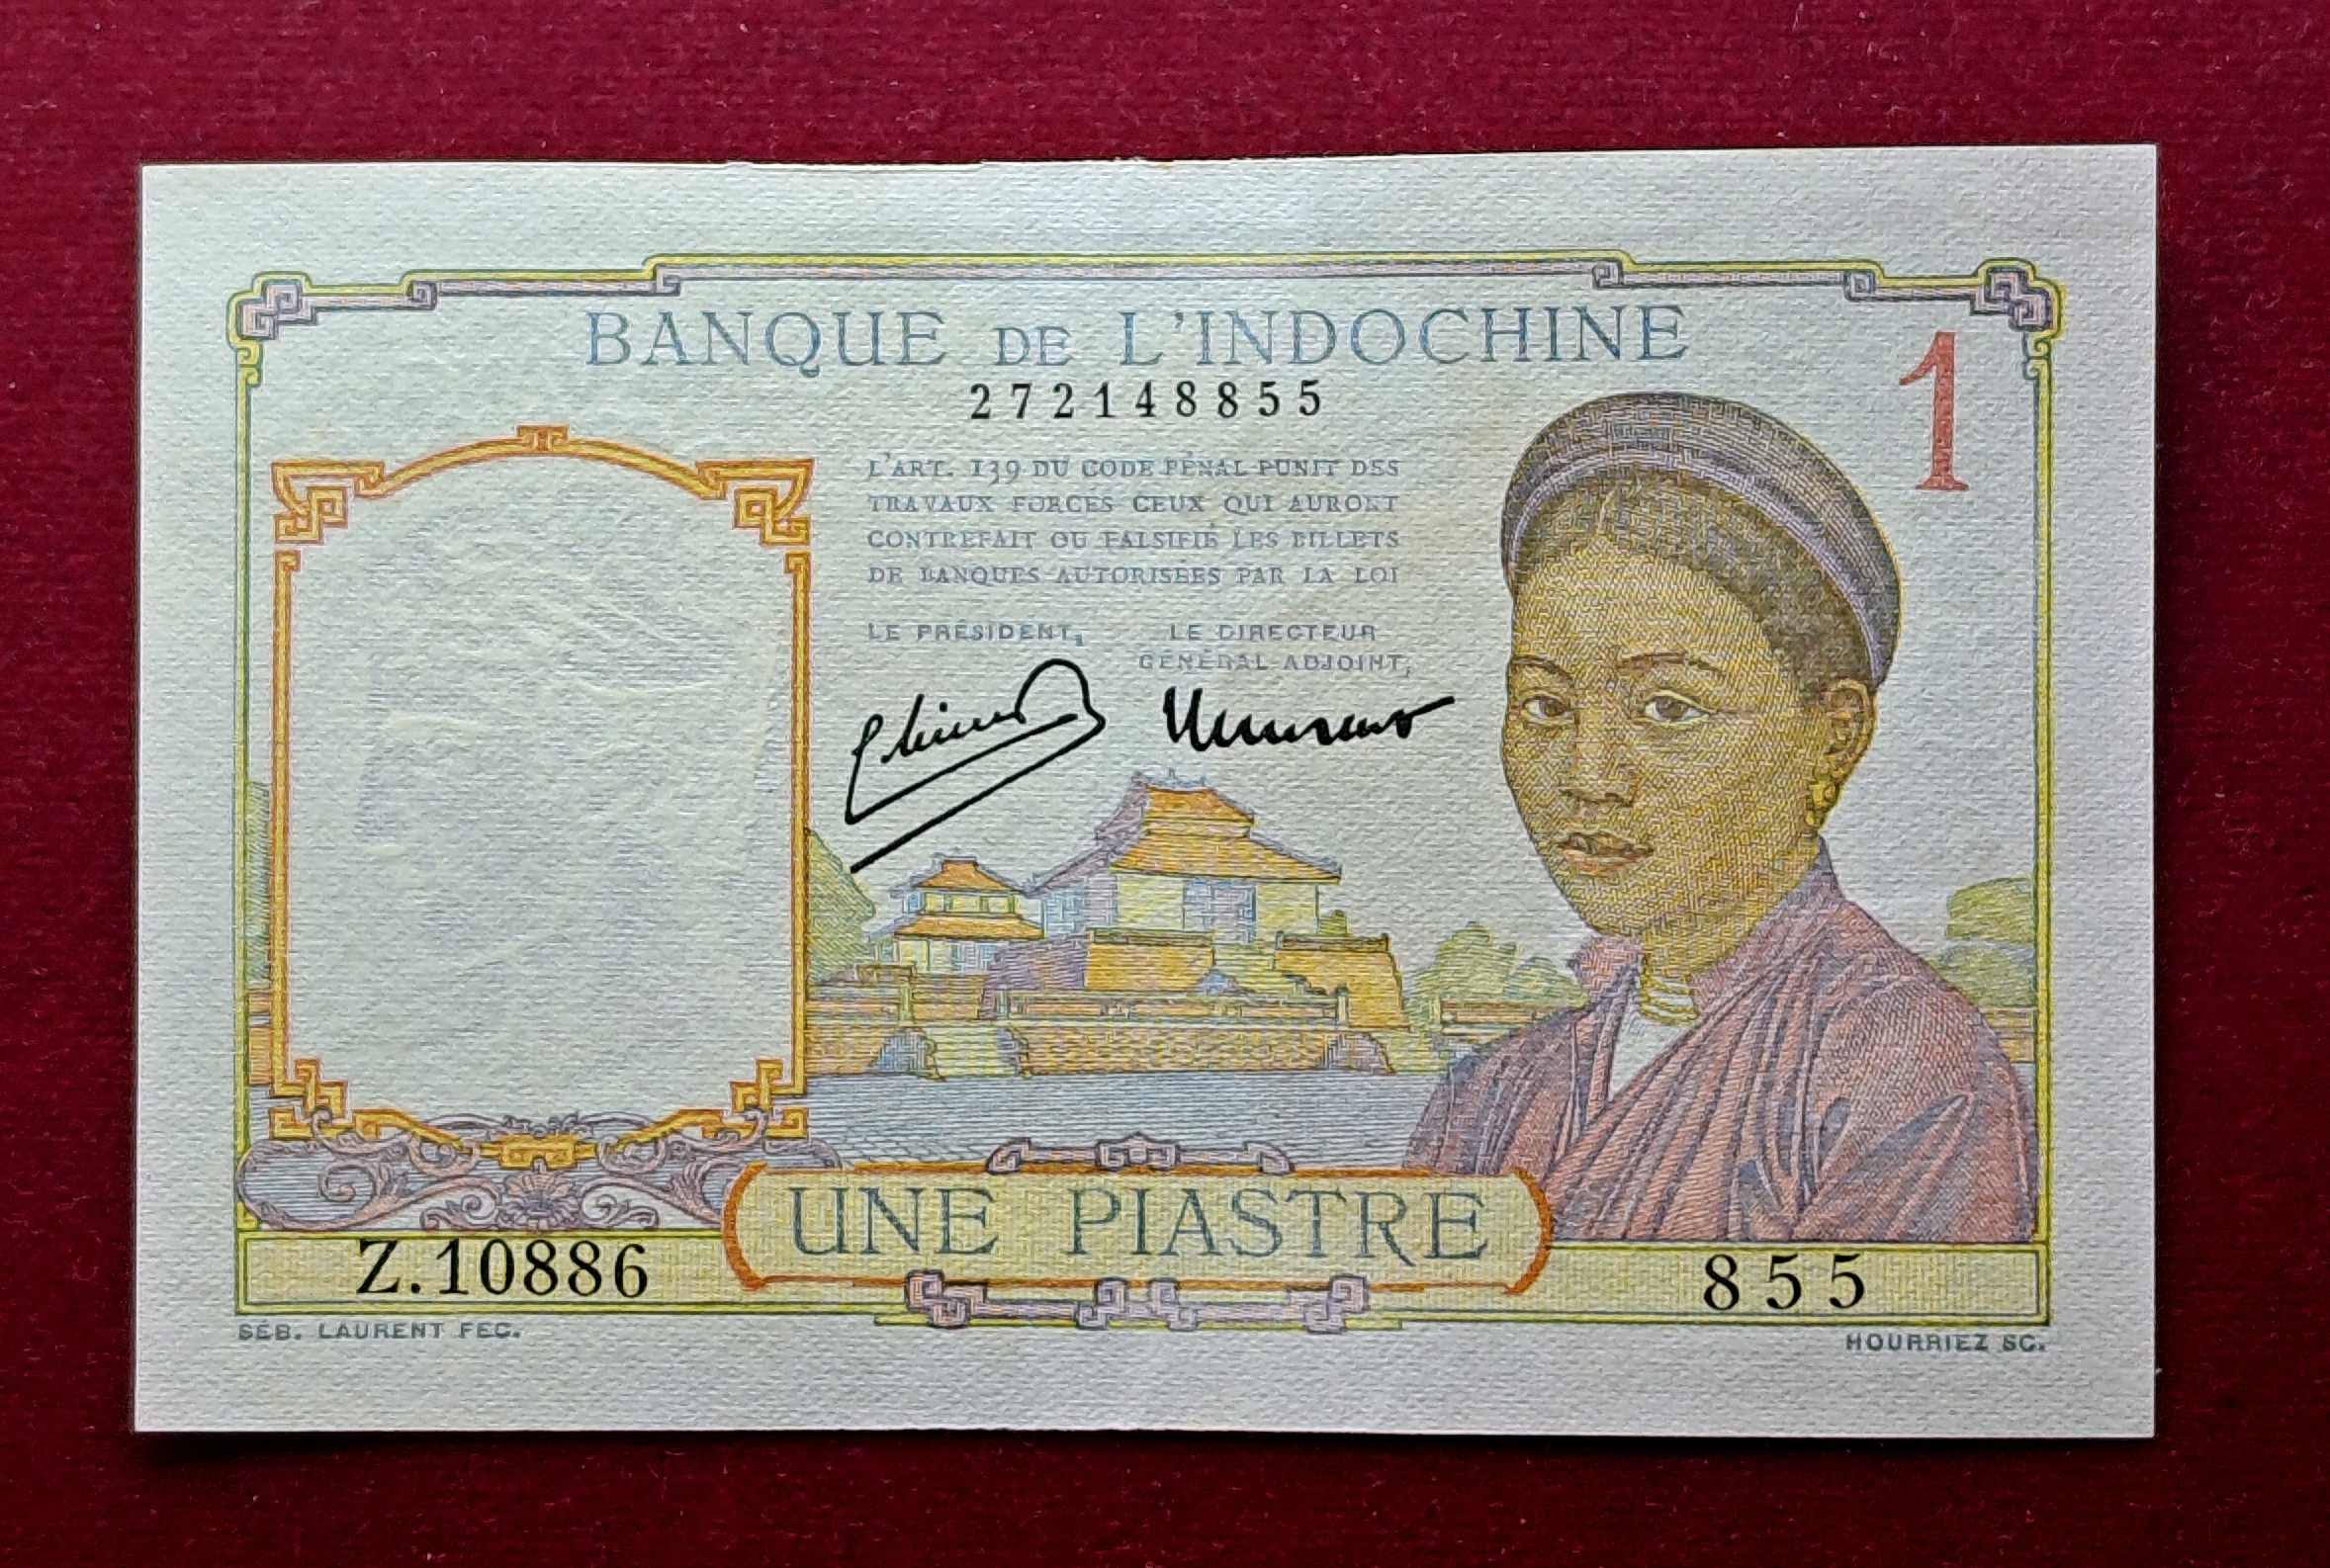 BANQUE DE L'INDOCHINE
1
272148855
L'ART. 139 DU CODE PÉNAL PUNIT DES
TRAVAUX FORCÉS CEUX QUI AURONT
CONTREFAIT OU FALSIFIÉ LES BILLETS
DE BANQUES AUTORISÉES PAR LA LOI
LE PRÉSIDENT,
LE DIRECTEUR
GÉNÉRAL ADJOINT,
UNE PIASTRE
Z.10886
855
SÉB. LAURENT FEC.
HOURRIEZ SC.